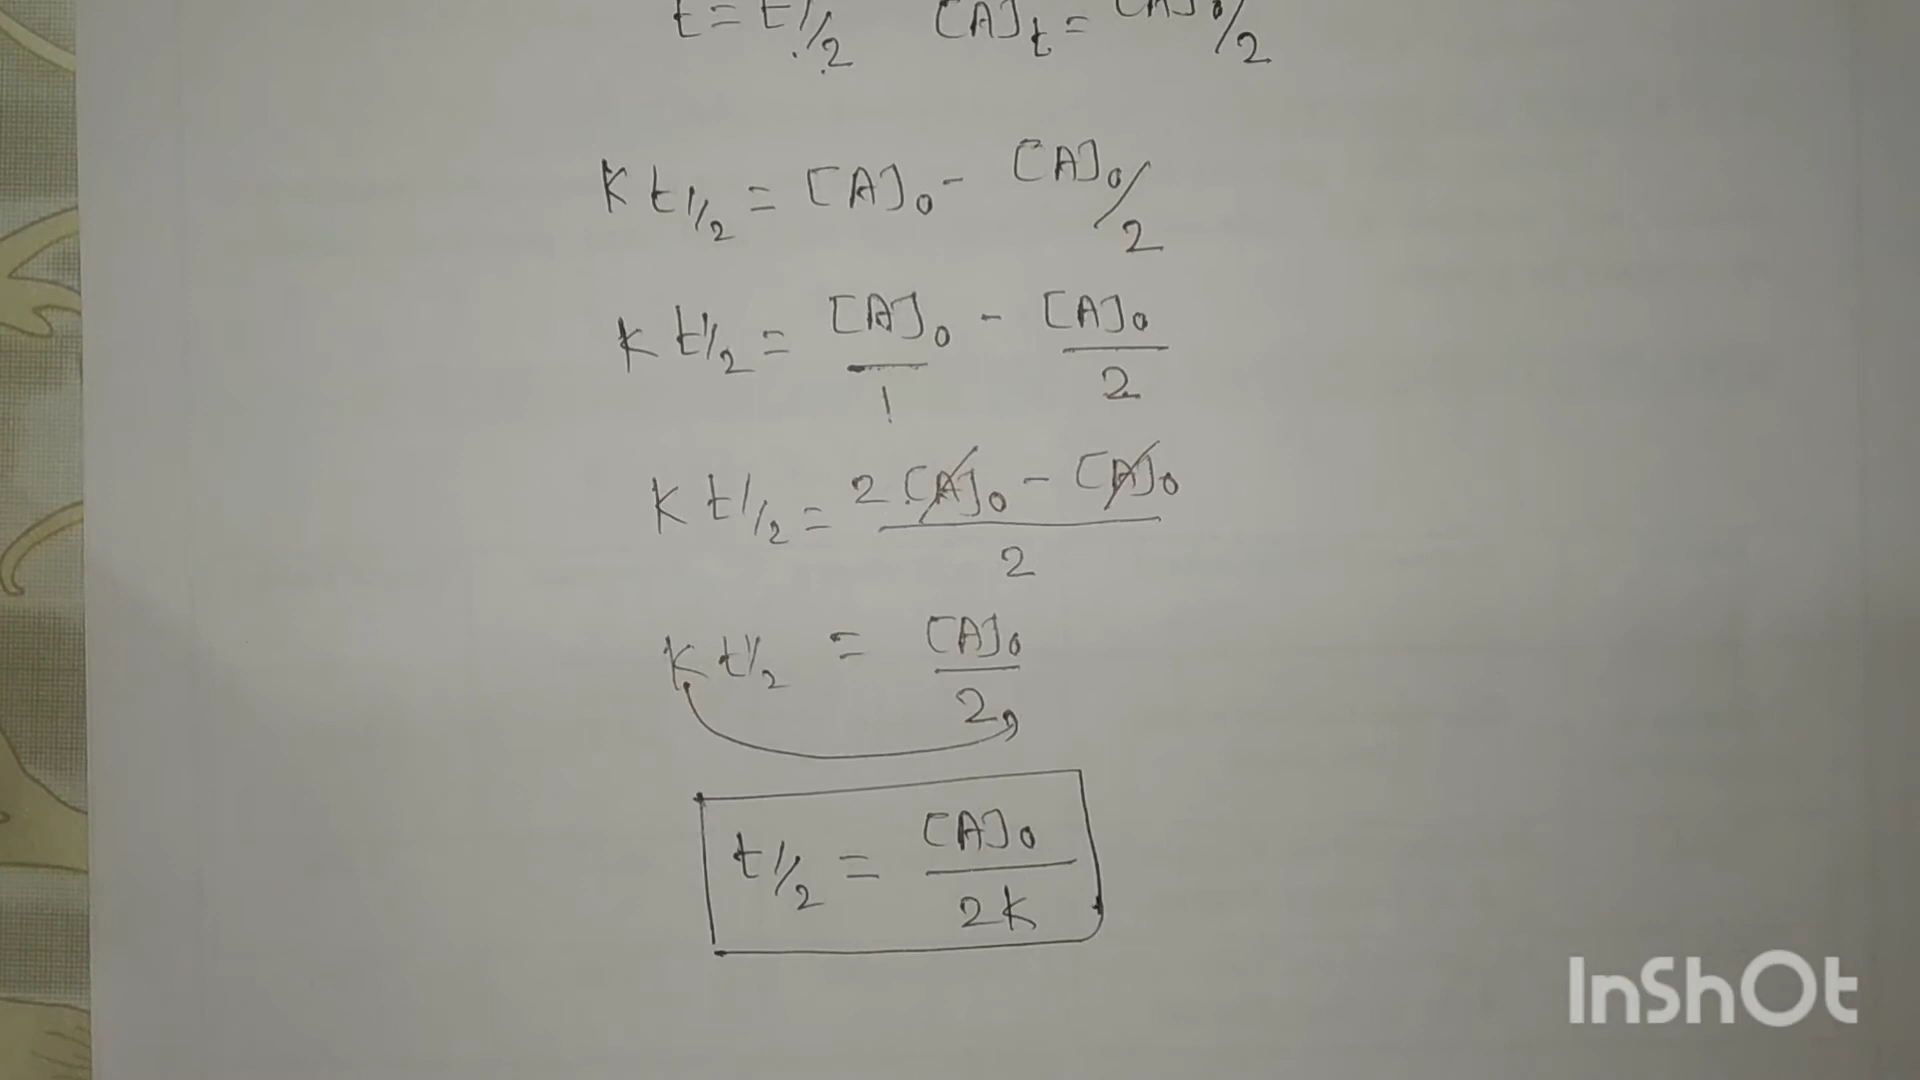 t = t1/2 [A]t = [A]0/2
K t1/2 = [A]0 - [A]0/2
K t1/2 = [A]0/1 - [A]0/2
K t1/2 = 2[A]0 - [A]0/2
K t1/2 = [A]0/2
t1/2 = [A]0/2K
InShOt